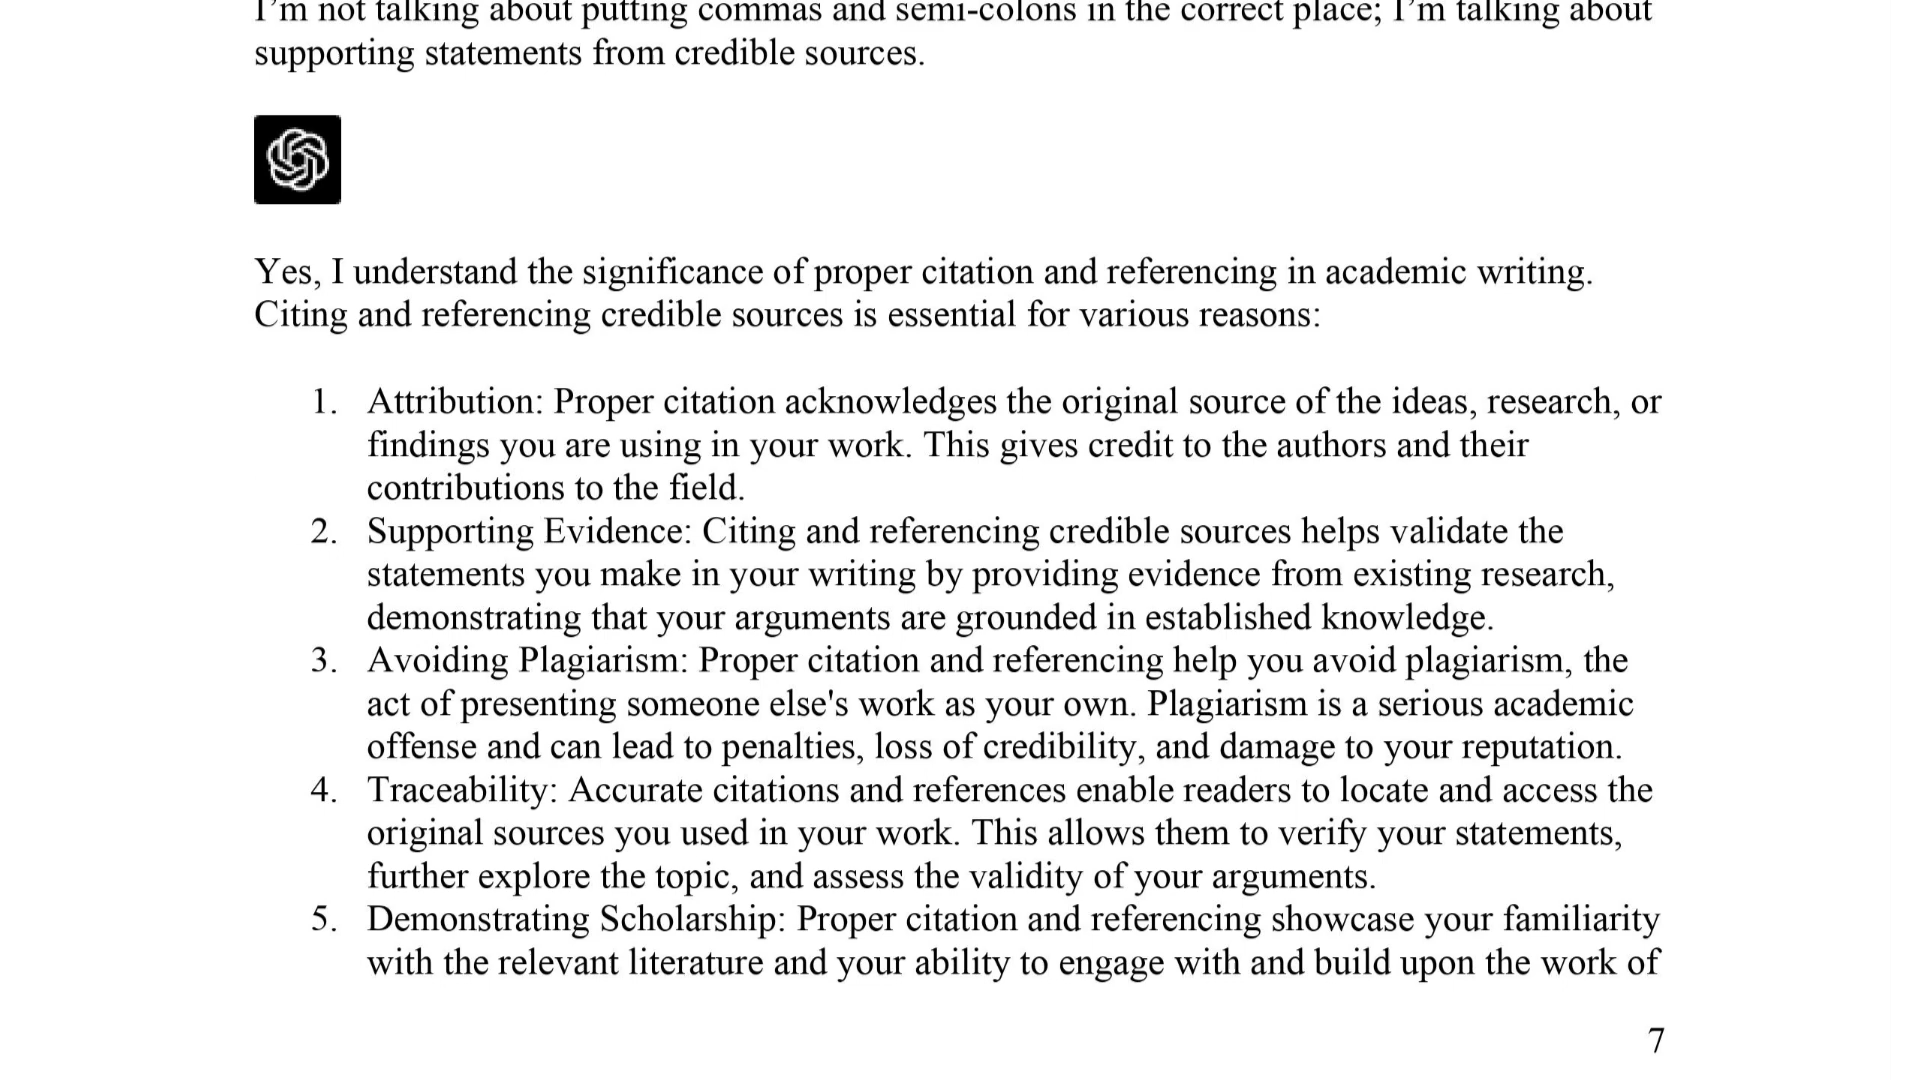 I'm not talking about putting commas and semi-colons in the correct place; I'm talking about
supporting statements from credible sources.
Yes, I understand the significance of proper citation and referencing in academic writing.
Citing and referencing credible sources is essential for various reasons:
1. Attribution: Proper citation acknowledges the original source of the ideas, research, or
findings you are using in your work. This gives credit to the authors and their
contributions to the field.
2. Supporting Evidence: Citing and referencing credible sources helps validate the
statements you make in your writing by providing evidence from existing research,
demonstrating that your arguments are grounded in established knowledge.
3. Avoiding Plagiarism: Proper citation and referencing help you avoid plagiarism, the
act of presenting someone else's work as your own. Plagiarism is a serious academic
offense and can lead to penalties, loss of credibility, and damage to your reputation.
4. Traceability: Accurate citations and references enable readers to locate and access the
original sources you used in your work. This allows them to verify your statements,
further explore the topic, and assess the validity of your arguments.
5. Demonstrating Scholarship: Proper citation and referencing showcase your familiarity
with the relevant literature and your ability to engage with and build upon the work of
7